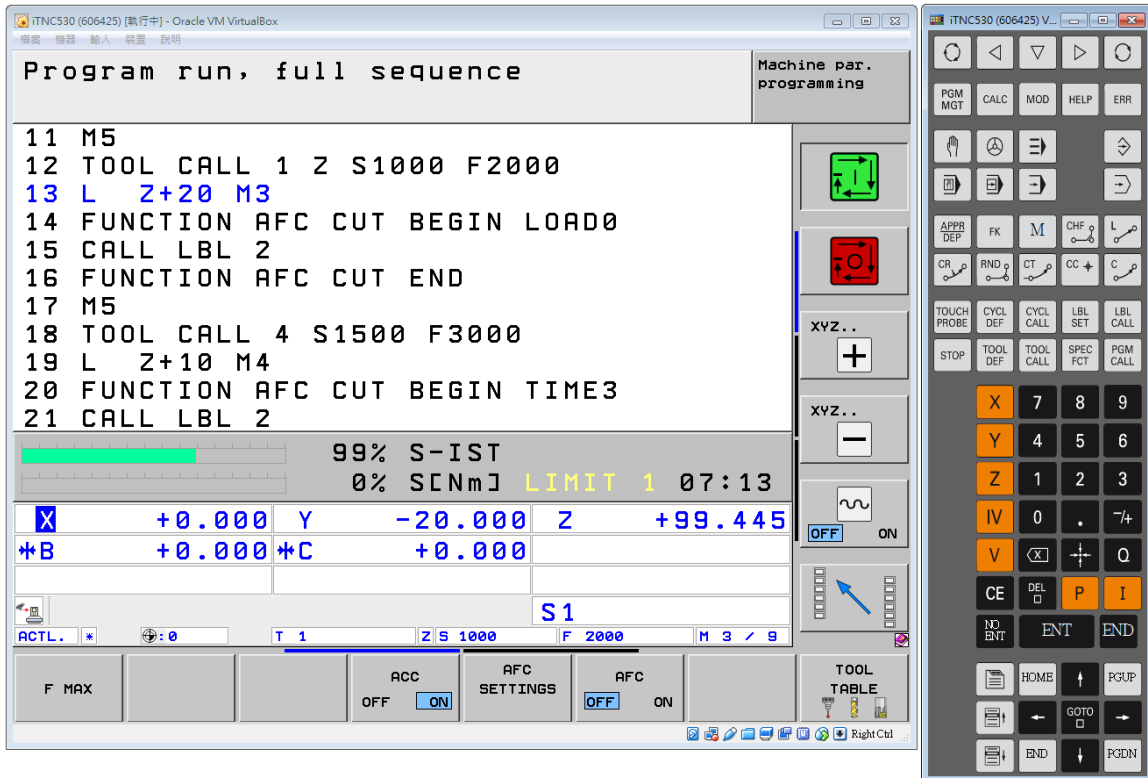 iTNC530 (606425) [執行中] - Oracle VM VirtualBox
檔案 機器 輸入 裝置 說明
Program run, full sequence
Machine par.
programming
11 M5
12 TOOL CALL 1 Z S1000 F2000
13 L Z+20 M3
14 FUNCTION AFC CUT BEGIN LOAD0
15 CALL LBL 2
16 FUNCTION AFC CUT END
17 M5
18 TOOL CALL 4 S1500 F3000
19 L Z+10 M4
20 FUNCTION AFC CUT BEGIN TIME3
21 CALL LBL 2
XYZ..
+
XYZ..
−
OFF ON
99% S-IST
0% S[Nm] LIMIT 1 07:13
X +0.000 Y -20.000 Z +99.445
*B +0.000 *C +0.000
S1
ACTL. * :0 T 1 Z S 1000 F 2000 M 3 / 9
F MAX
ACC
OFF ON
AFC
SETTINGS
AFC
OFF ON
TOOL
TABLE
Right Ctrl
iTNC530 (606425) V...
PGM MGT CALC MOD HELP ERR
APPR DEP FK M CHF L
CR RND CT CC C
TOUCH PROBE CYCL DEF CYCL CALL LBL SET LBL CALL
STOP TOOL DEF TOOL CALL SPEC FCT PGM CALL
X 7 8 9
Y 4 5 6
Z 1 2 3
IV 0 . -/+
V X Q
CE DEL P I
NO ENT ENT END
HOME PGUP
GOTO
END PGDN